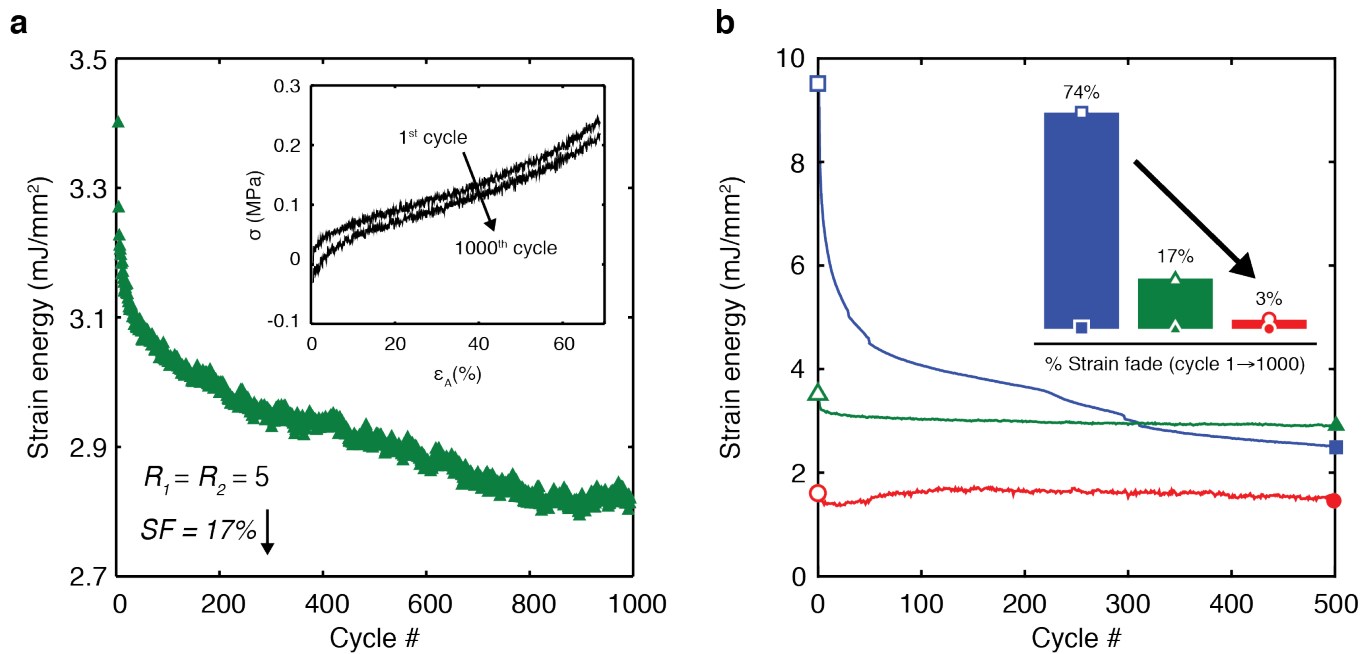 a
3.5
3.3
3.1
2.9
2.7
Strain energy (mJ/mm²)
0 200 400 600 800 1000
Cycle #
R₁ = R₂ = 5
SF = 17%
0.3
0.2
0.1
0
-0.1
σ (MPa)
1ˢᵗ cycle
1000ᵗʰ cycle
0 20 40 60
ε_A(%)
b
10
8
6
4
2
0
Strain energy (mJ/mm²)
0 100 200 300 400 500
Cycle #
74%
17%
3%
% Strain fade (cycle 1→1000)